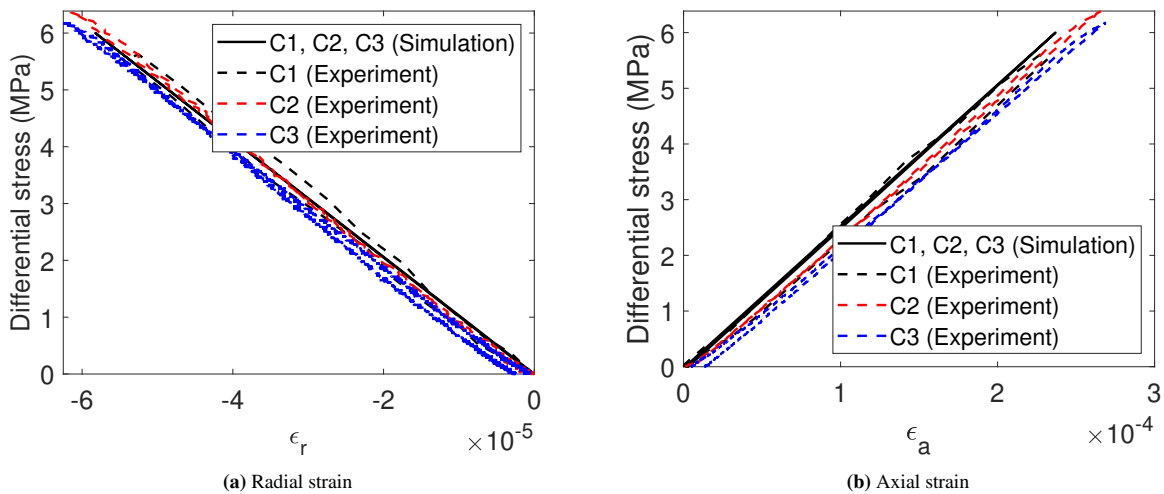 Differential stress (MPa)
6
5
4
3
2
1
0
C1, C2, C3 (Simulation)
C1 (Experiment)
C2 (Experiment)
C3 (Experiment)
-6 -4 -2 0
×10⁻⁵
ϵᵣ
(a) Radial strain
Differential stress (MPa)
6
5
4
3
2
1
0
C1, C2, C3 (Simulation)
C1 (Experiment)
C2 (Experiment)
C3 (Experiment)
0 1 2 3
×10⁻⁴
ϵₐ
(b) Axial strain